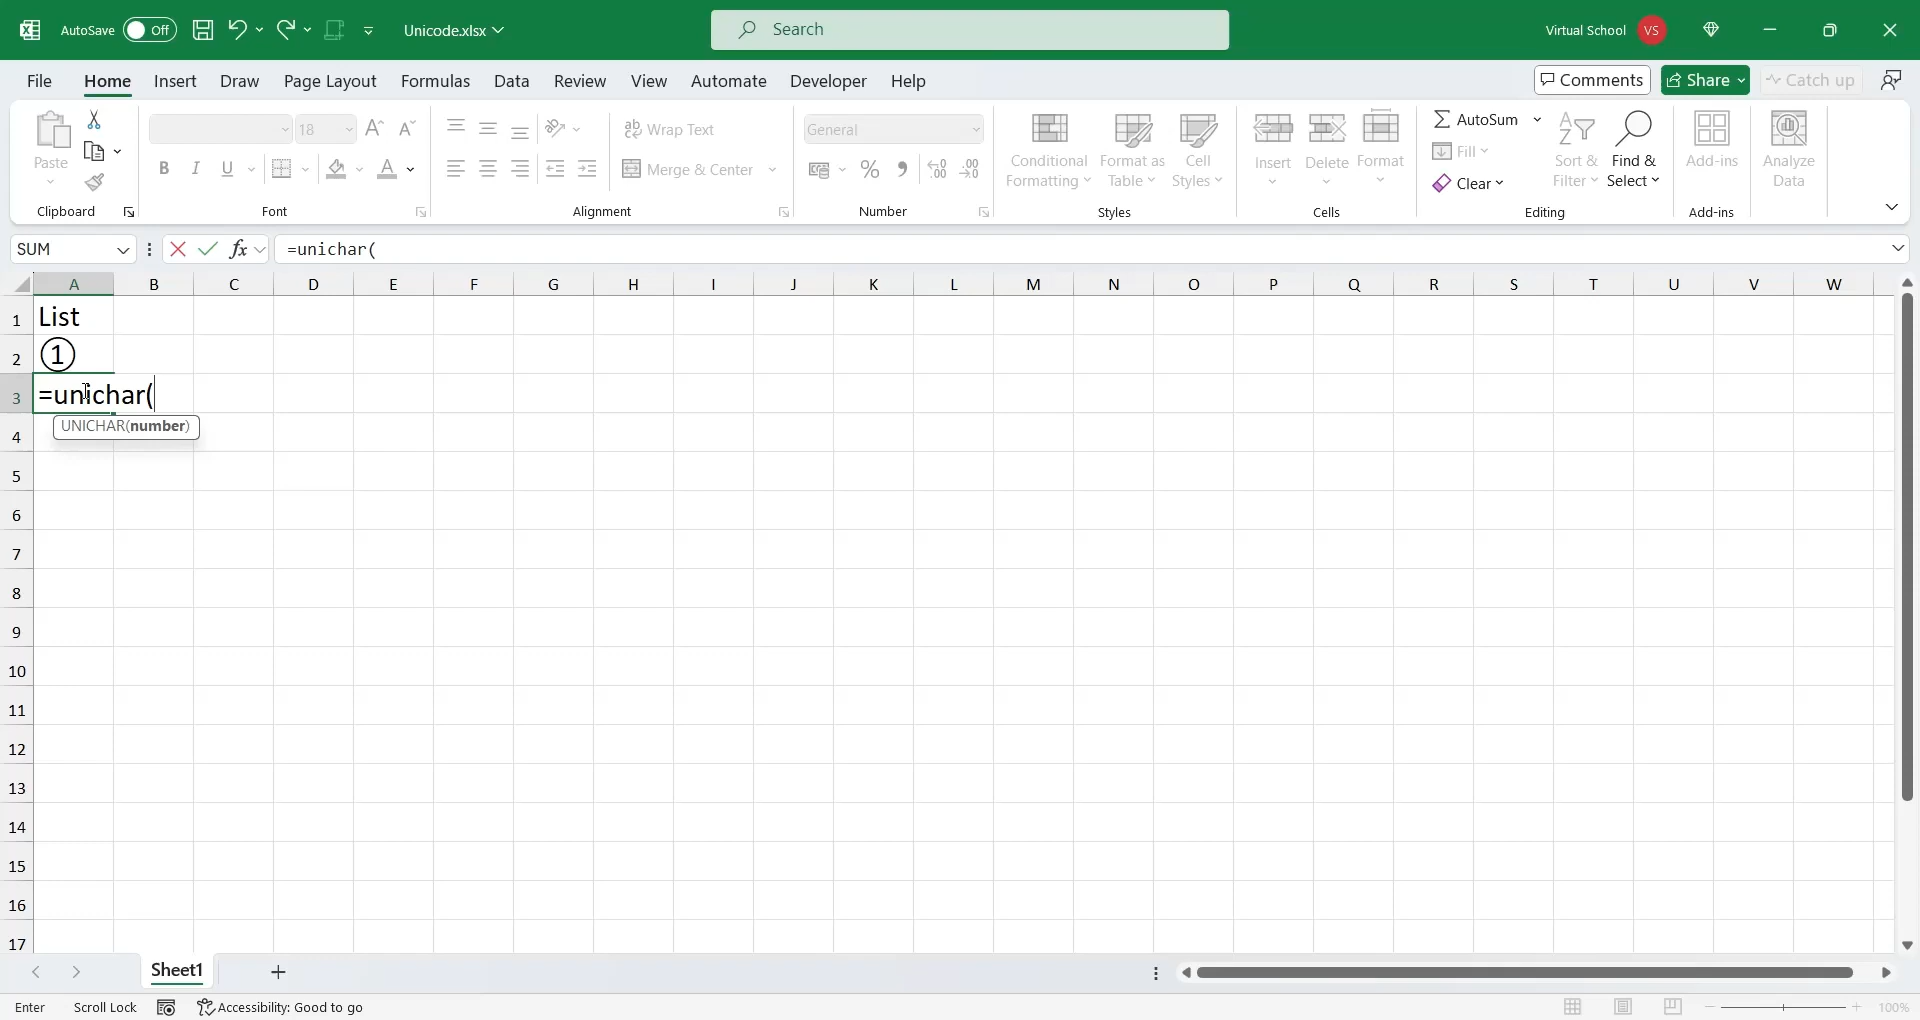 AutoSave Off Unicode.xlsx Search Virtual School VS
File Home Insert Draw Page Layout Formulas Data Review View Automate Developer Help Comments Share Catch up
Paste
18
B I U
ab Wrap Text
Merge & Center
General
% 9
Conditional Formatting
Format as Table
Cell Styles
Insert
Delete
Format
AutoSum
Fill
Clear
Sort & Filter
Find & Select
Add-ins
Analyze Data
Clipboard Font Alignment Number Styles Cells Editing Add-ins
SUM fx =unichar(
A B C D E F G H I J K L M N O P Q R S T U V W
1 List
2 ①
3 =unichar(
UNICHAR(number)
4
5
6
7
8
9
10
11
12
13
14
15
16
17
Sheet1
Enter Scroll Lock Accessibility: Good to go 100%